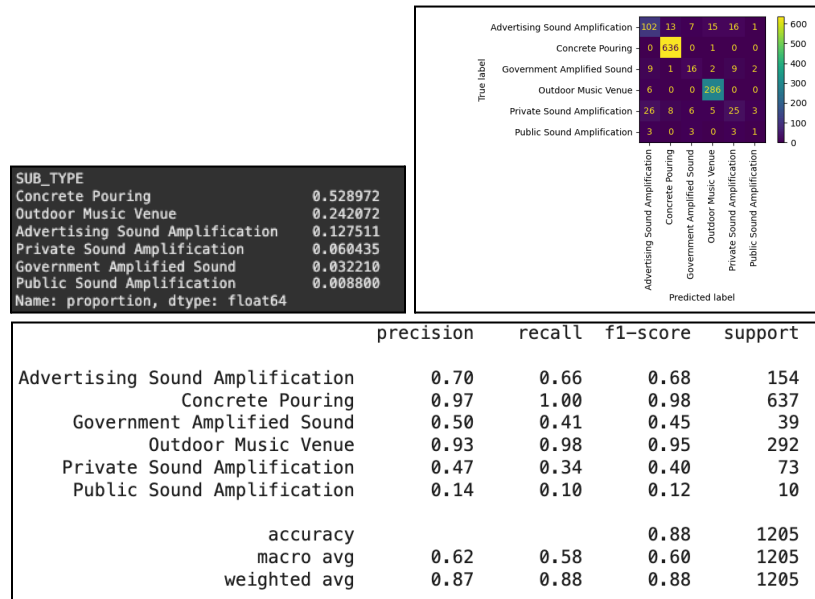 Advertising Sound Amplification 102 13 7 15 16 1
Concrete Pouring 0 636 0 1 0 0
Government Amplified Sound 9 1 16 2 9 2
Outdoor Music Venue 6 0 0 286 0 0
Private Sound Amplification 26 8 6 5 25 3
Public Sound Amplification 3 0 3 0 3 1
True label
Advertising Sound Amplification
Concrete Pouring
Government Amplified Sound
Outdoor Music Venue
Private Sound Amplification
Public Sound Amplification
Predicted label
600
500
400
300
200
100
0
SUB_TYPE
Concrete Pouring 0.528972
Outdoor Music Venue 0.242072
Advertising Sound Amplification 0.127511
Private Sound Amplification 0.060435
Government Amplified Sound 0.032210
Public Sound Amplification 0.008800
Name: proportion, dtype: float64
precision recall f1-score support
Advertising Sound Amplification 0.70 0.66 0.68 154
Concrete Pouring 0.97 1.00 0.98 637
Government Amplified Sound 0.50 0.41 0.45 39
Outdoor Music Venue 0.93 0.98 0.95 292
Private Sound Amplification 0.47 0.34 0.40 73
Public Sound Amplification 0.14 0.10 0.12 10
accuracy 0.88 1205
macro avg 0.62 0.58 0.60 1205
weighted avg 0.87 0.88 0.88 1205